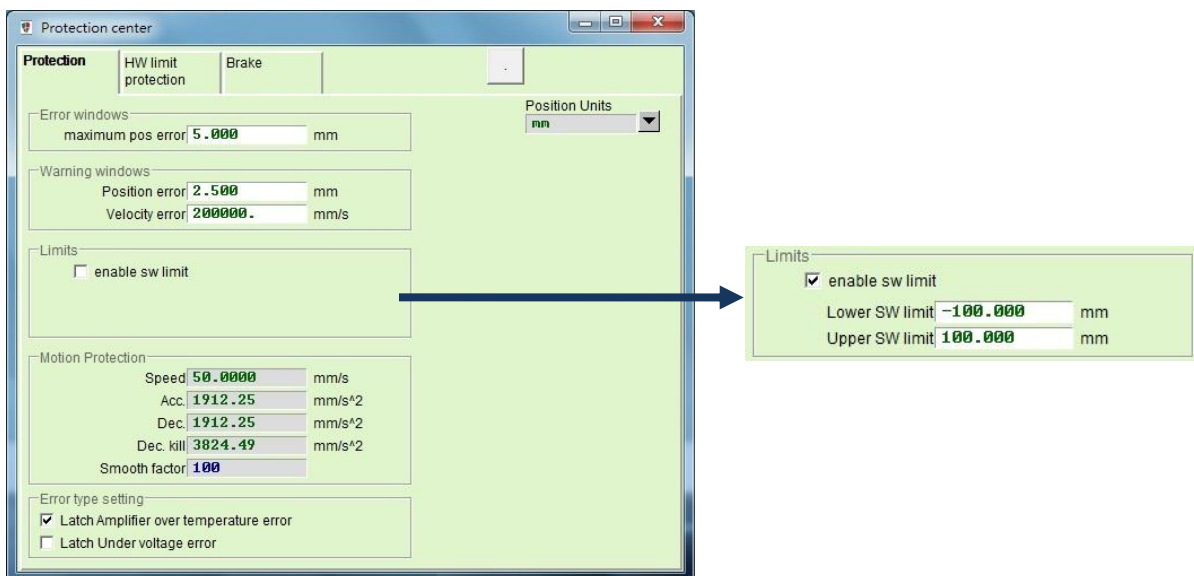 Protection center
Protection HW limit protection Brake .
Position Units
mm
Error windows
maximum pos error 5.000 mm
Warning windows
Position error 2.500 mm
Velocity error 200000. mm/s
Limits
enable sw limit
Motion Protection
Speed 50.0000 mm/s
Acc. 1912.25 mm/s^2
Dec. 1912.25 mm/s^2
Dec. kill 3824.49 mm/s^2
Smooth factor 100
Error type setting
Latch Amplifier over temperature error
Latch Under voltage error
Limits
enable sw limit
Lower SW limit -100.000 mm
Upper SW limit 100.000 mm